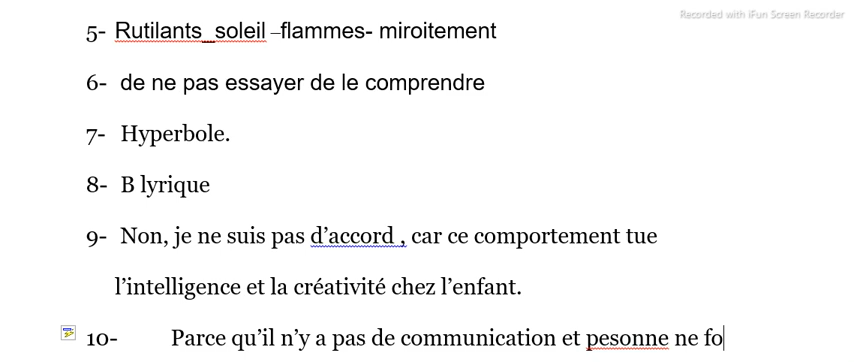 Recorded with iFun Screen Recorder
5- Rutilants_soleil –flammes- miroitement
6- de ne pas essayer de le comprendre
7- Hyperbole.
8- B lyrique
9- Non, je ne suis pas d’accord , car ce comportement tue
l’intelligence et la créativité chez l’enfant.
10- Parce qu’il n’y a pas de communication et pesonne ne fo